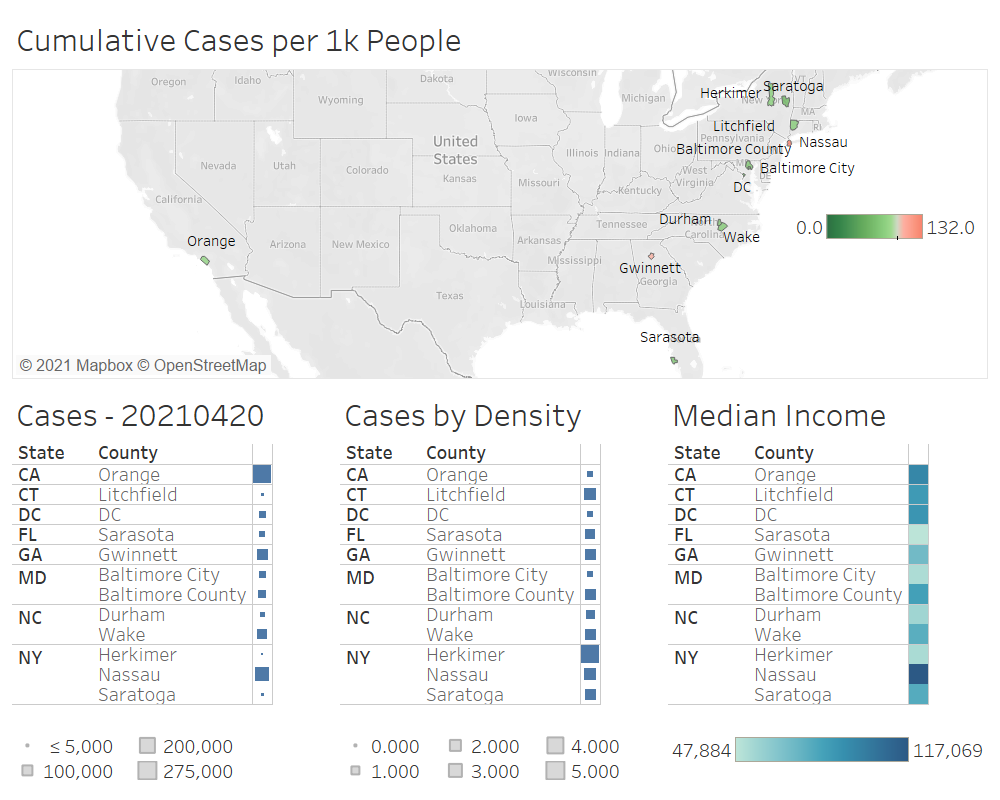 Cumulative Cases per 1k People
Oregon
Idaho
Wyoming
Dakota
Wisconsin
Michigan
Herkimer
Saratoga
VT
New
MA
RI
Iowa
Litchfield
Pennsylvania
Nassau
United
States
Nevada
Utah
Colorado
Kansas
Missouri
Illinois
Indiana
Ohio
Baltimore County
Baltimore City
West
Virginia
DE
DC
Kentucky
California
Orange
Arizona
New Mexico
Oklahoma
Arkansas
Tennessee
Durham
North
Carolina
Wake
Gwinnett
Mississippi
Georgia
Texas
Louisiana
Sarasota
0.0
132.0
© 2021 Mapbox © OpenStreetMap
Cases - 20210420
State County
CA Orange
CT Litchfield
DC DC
FL Sarasota
GA Gwinnett
MD Baltimore City
Baltimore County
NC Durham
Wake
NY Herkimer
Nassau
Saratoga
≤ 5,000 200,000
100,000 275,000
Cases by Density
State County
CA Orange
CT Litchfield
DC DC
FL Sarasota
GA Gwinnett
MD Baltimore City
Baltimore County
NC Durham
Wake
NY Herkimer
Nassau
Saratoga
0.000 2.000 4.000
1.000 3.000 5.000
Median Income
State County
CA Orange
CT Litchfield
DC DC
FL Sarasota
GA Gwinnett
MD Baltimore City
Baltimore County
NC Durham
Wake
NY Herkimer
Nassau
Saratoga
47,884 117,069